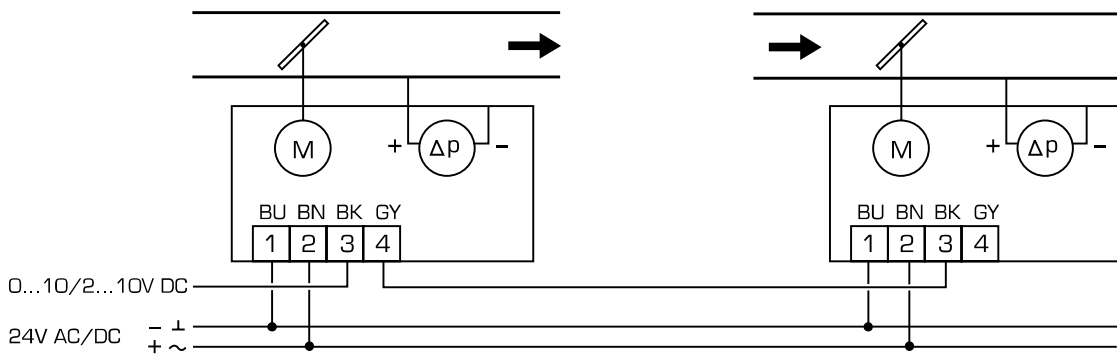 M + Δp − M + Δp −
BU BN BK GY BU BN BK GY
1 2 3 4 1 2 3 4
0...10/2...10V DC
24V AC/DC − ⊥
+ ~